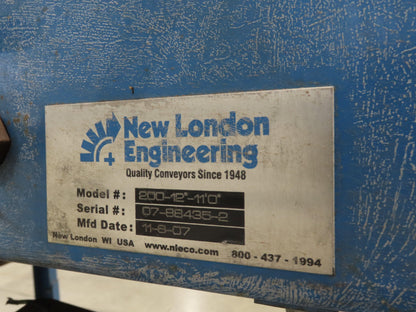 New London
Engineering
Quality Conveyors Since 1948
Model #: 200-12"-11'0"
Serial #: 07-88435-2
Mfd Date: 11-8-07
New London WI USA www.nleco.com 800 - 437 - 1994